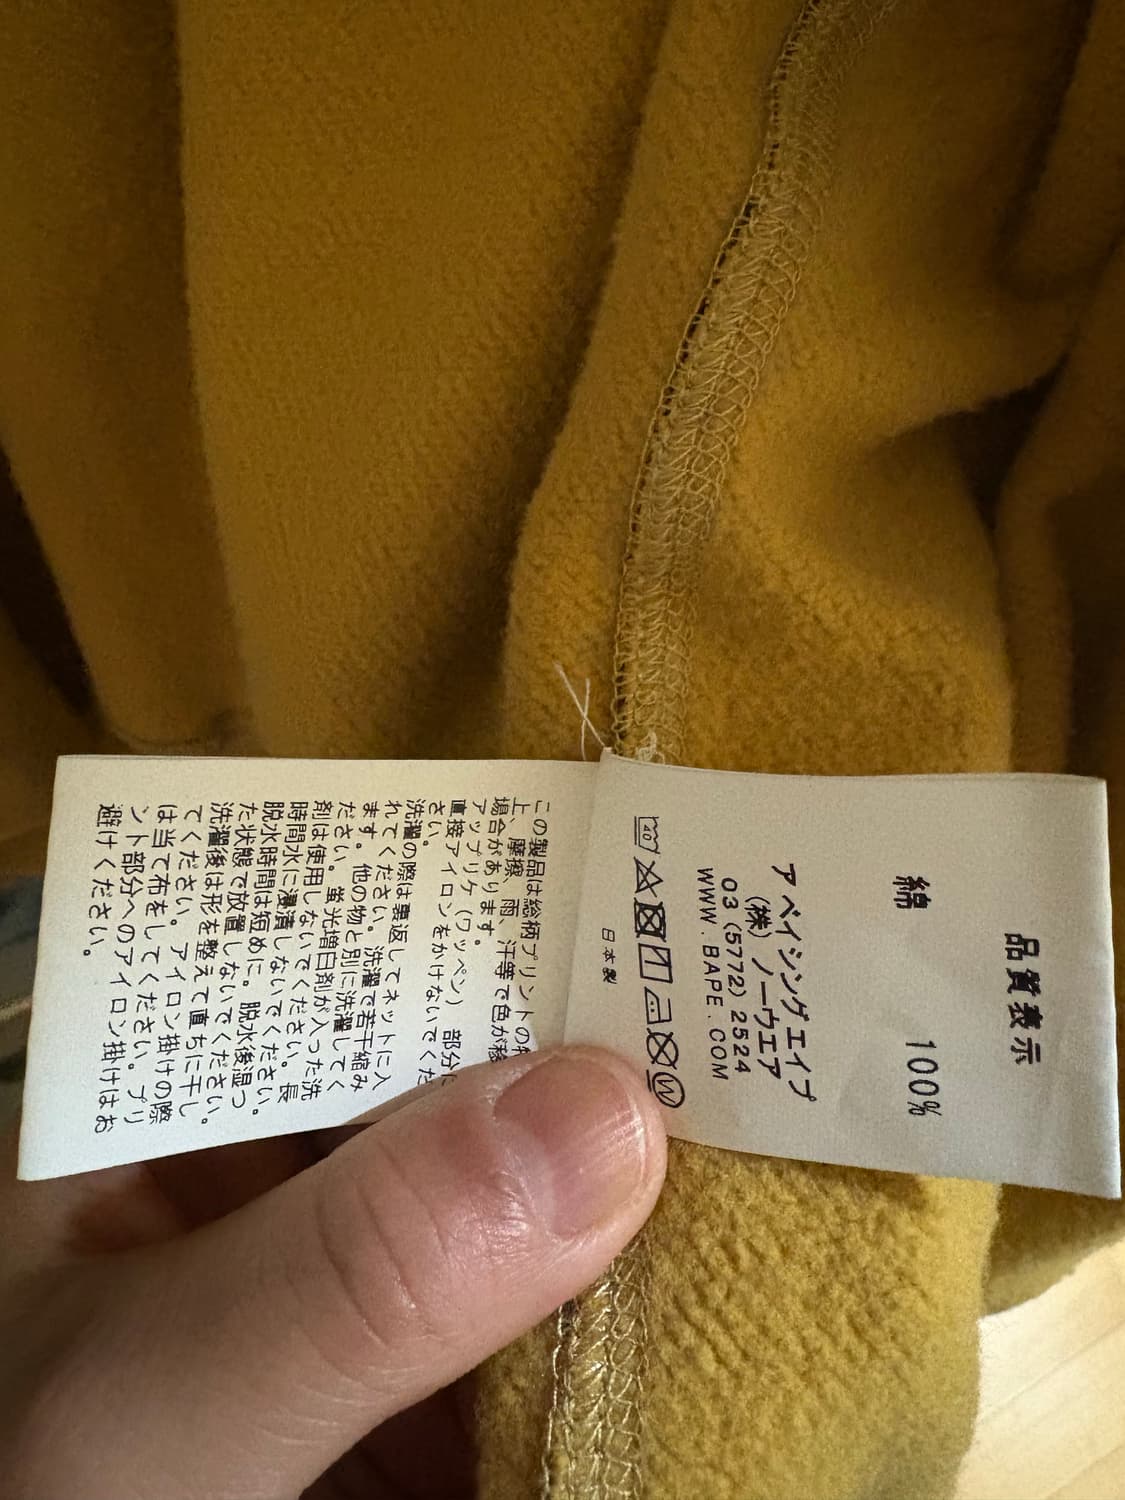 品質表示
綿 100%
アベイシングエイプ
(株)ノーウエア
03(5772)2524
WWW.BAPE.COM
40
W
日本製
この製品は総柄プリントの特
上、摩擦、雨、汗等で色が移
場合があります。
アップリケ(ワッペン)部分に
直接アイロンをかけないでくだ
さい。
洗濯の際は裏返してネットに入
れてください。洗濯で若干縮み
ます。他の物と別に洗濯してく
ださい。蛍光増白剤が入った洗
剤は使用しないでください。長
時間水に浸漬しないでください。
脱水時間は短めに。脱水後湿っ
た状態で放置しないでください。
洗濯後は形を整えて直ちに干し
てください。アイロン掛けの際
は当て布をしてください。プリ
ント部分へのアイロン掛けはお
避けください。